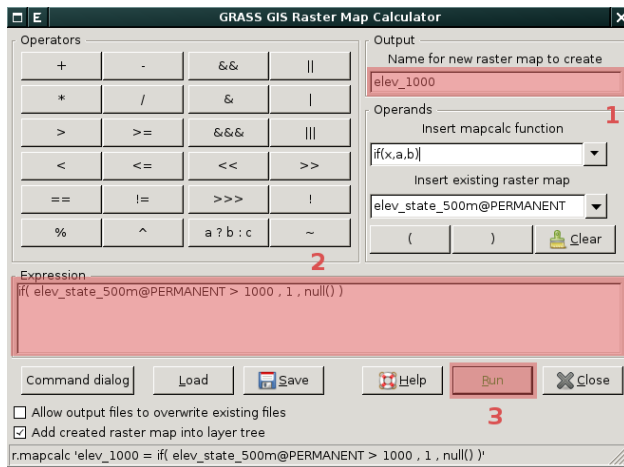 GRASS GIS Raster Map Calculator
Operators
+ - && ||
* / & |
> >= &&& |||
< <= << >>
== != >>> !
% ^ a ? b : c ~
Output
Name for new raster map to create
elev_1000
1
Operands
Insert mapcalc function
if(x,a,b)
Insert existing raster map
elev_state_500m@PERMANENT
( ) Clear
2
Expression
if( elev_state_500m@PERMANENT > 1000 , 1 , null() )
Command dialog Load Save Help Run Close
3
Allow output files to overwrite existing files
Add created raster map into layer tree
r.mapcalc 'elev_1000 = if( elev_state_500m@PERMANENT > 1000 , 1 , null() )'